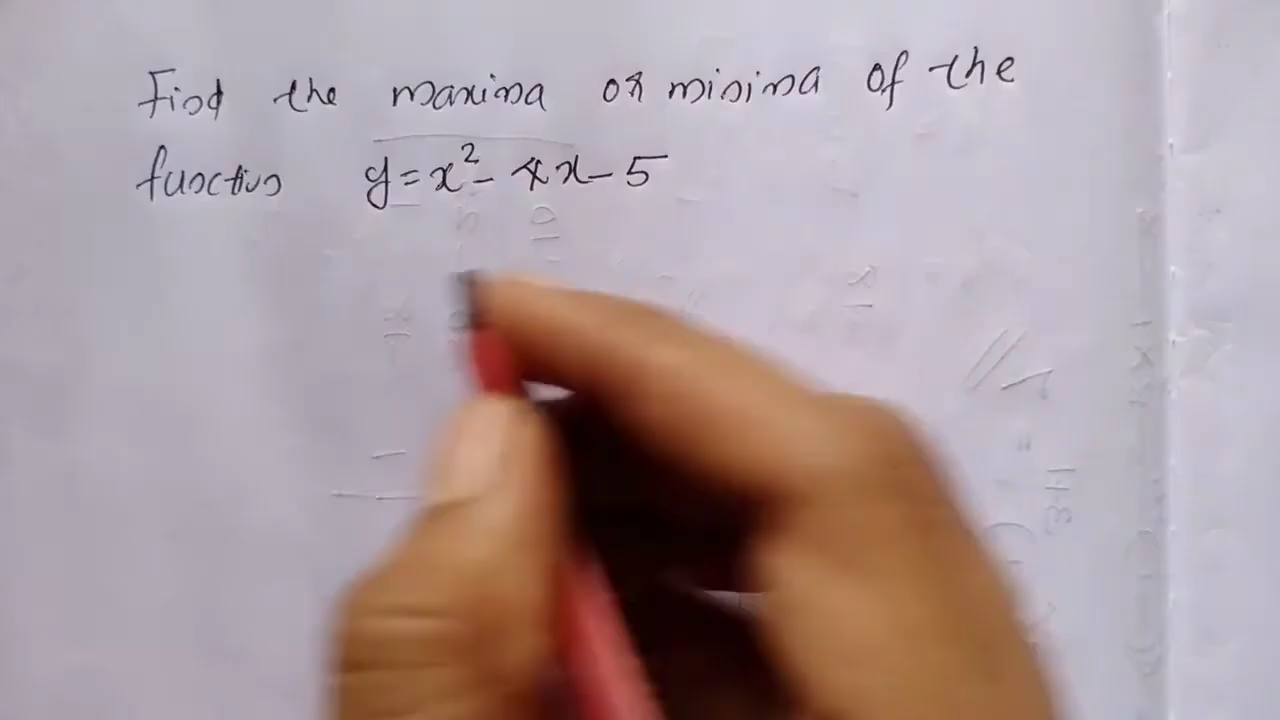 Find the maxima or minima of the
function y = x² - 4x - 5